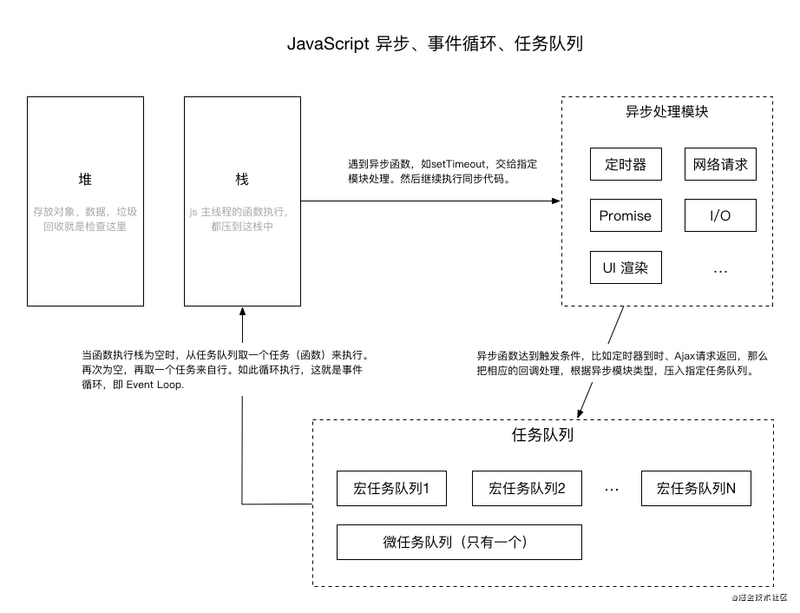 JavaScript 异步、事件循环、任务队列
堆
存放对象、数据，垃圾
回收就是检查这里
栈
js 主线程的函数执行，
都压到这栈中
遇到异步函数，如setTimeout，交给指定
模块处理。然后继续执行同步代码。
异步处理模块
定时器
网络请求
Promise
I/O
UI 渲染
...
当函数执行栈为空时，从任务队列取一个任务（函数）来执行。
再次为空，再取一个任务来自行。如此循环执行，这就是事件
循环，即 Event Loop.
异步函数达到触发条件，比如定时器到时、Ajax请求返回，那么
把相应的回调处理，根据异步模块类型，压入指定任务队列。
任务队列
宏任务队列1
宏任务队列2
...
宏任务队列N
微任务队列（只有一个）
@掘金技术社区